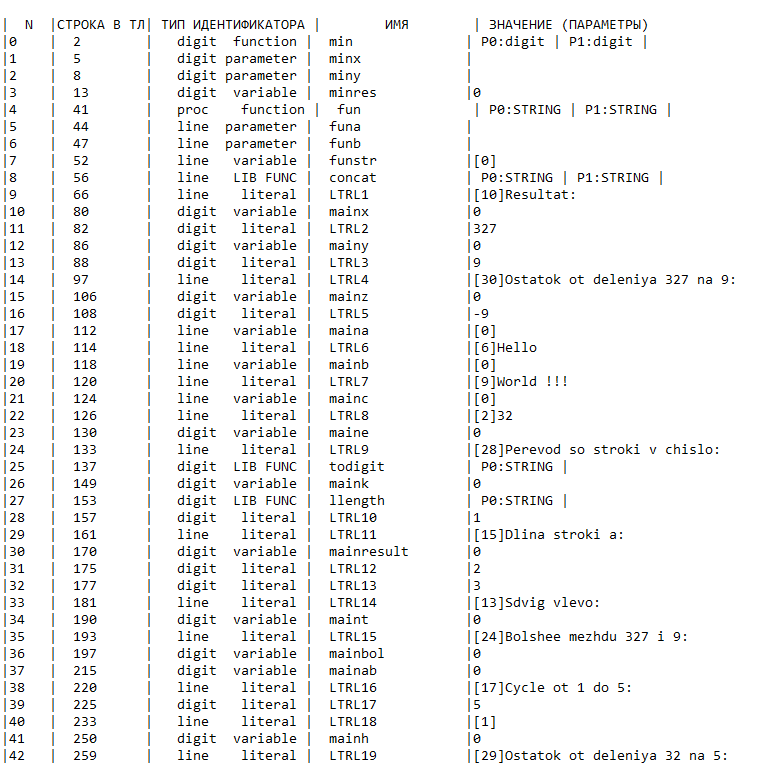 | N |СТРОКА В ТЛ| ТИП ИДЕНТИФИКАТОРА | ИМЯ | ЗНАЧЕНИЕ (ПАРАМЕТРЫ)
|0 | 2 | digit function | min | P0:digit | P1:digit |
|1 | 5 | digit parameter | minx |
|2 | 8 | digit parameter | miny |
|3 | 13 | digit variable | minres |0
|4 | 41 | proc function | fun | P0:STRING | P1:STRING |
|5 | 44 | line parameter | funa |
|6 | 47 | line parameter | funb |
|7 | 52 | line variable | funstr |[0]
|8 | 56 | line LIB FUNC | concat | P0:STRING | P1:STRING |
|9 | 66 | line literal | LTRL1 |[10]Resultat:
|10 | 80 | digit variable | mainx |0
|11 | 82 | digit literal | LTRL2 |327
|12 | 86 | digit variable | mainy |0
|13 | 88 | digit literal | LTRL3 |9
|14 | 97 | line literal | LTRL4 |[30]Ostatok ot deleniya 327 na 9:
|15 | 106 | digit variable | mainz |0
|16 | 108 | digit literal | LTRL5 |-9
|17 | 112 | line variable | maina |[0]
|18 | 114 | line literal | LTRL6 |[6]Hello
|19 | 118 | line variable | mainb |[0]
|20 | 120 | line literal | LTRL7 |[9]World !!!
|21 | 124 | line variable | mainc |[0]
|22 | 126 | line literal | LTRL8 |[2]32
|23 | 130 | digit variable | maine |0
|24 | 133 | line literal | LTRL9 |[28]Perevod so stroki v chislo:
|25 | 137 | digit LIB FUNC | todigit | P0:STRING |
|26 | 149 | digit variable | maink |0
|27 | 153 | digit LIB FUNC | llength | P0:STRING |
|28 | 157 | digit literal | LTRL10 |1
|29 | 161 | line literal | LTRL11 |[15]Dlina stroki a:
|30 | 170 | digit variable | mainresult |0
|31 | 175 | digit literal | LTRL12 |2
|32 | 177 | digit literal | LTRL13 |3
|33 | 181 | line literal | LTRL14 |[13]Sdvig vlevo:
|34 | 190 | digit variable | maint |0
|35 | 193 | line literal | LTRL15 |[24]Bolshee mezhdu 327 i 9:
|36 | 197 | digit variable | mainbol |0
|37 | 215 | digit variable | mainab |0
|38 | 220 | line literal | LTRL16 |[17]Cycle ot 1 do 5:
|39 | 225 | digit literal | LTRL17 |5
|40 | 233 | line literal | LTRL18 |[1]
|41 | 250 | digit variable | mainh |0
|42 | 259 | line literal | LTRL19 |[29]Ostatok ot deleniya 32 na 5: